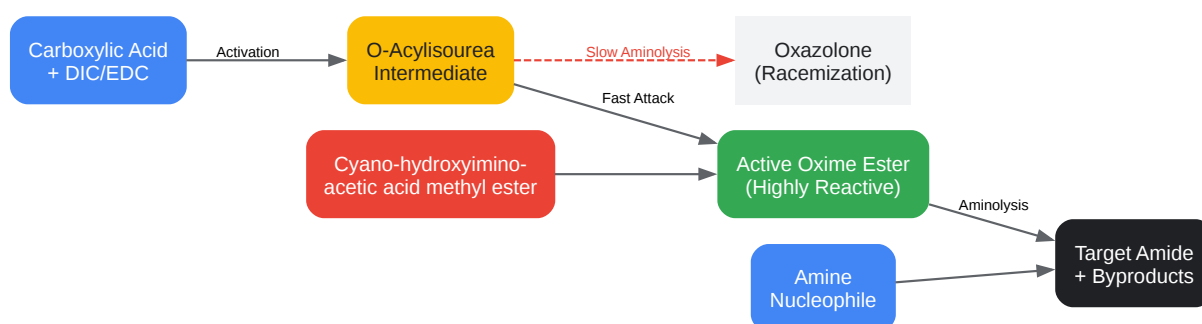 Carboxylic Acid
+ DIC/EDC
Activation
O-Acylisourea
Intermediate
Slow Aminolysis
Oxazolone
(Racemization)
Fast Attack
Cyano-hydroxyimino-
acetic acid methyl ester
Active Oxime Ester
(Highly Reactive)
Aminolysis
Amine
Nucleophile
Target Amide
+ Byproducts